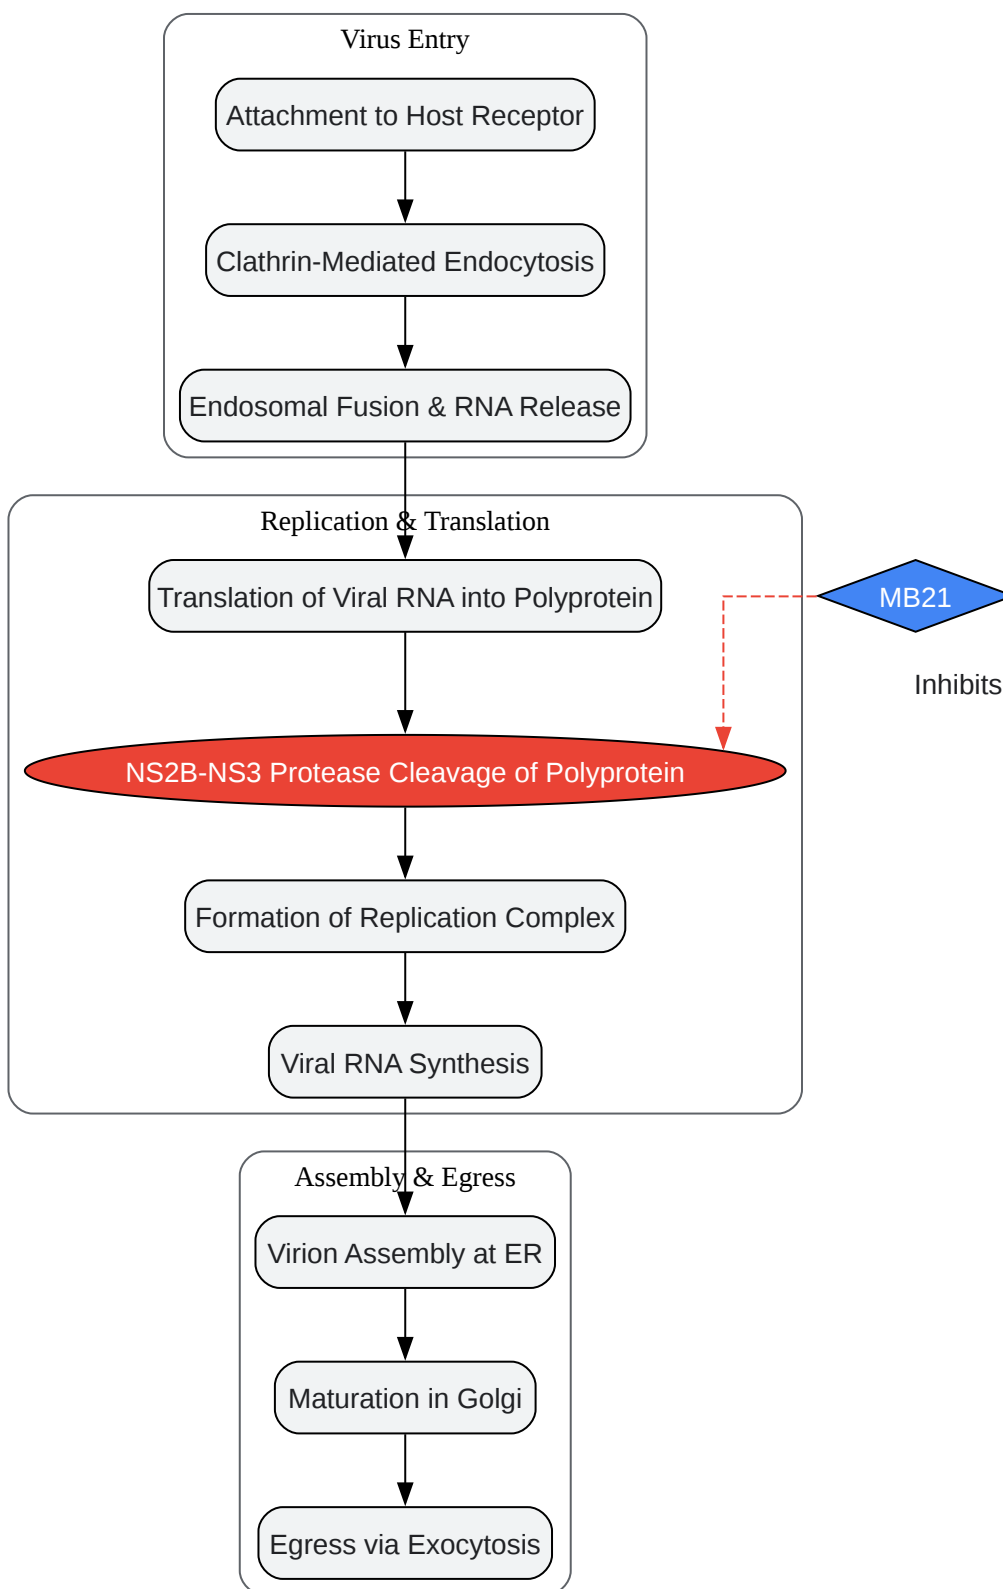 Virus Entry
Attachment to Host Receptor
Clathrin-Mediated Endocytosis
Endosomal Fusion & RNA Release
Replication & Translation
Translation of Viral RNA into Polyprotein
MB21
Inhibits
NS2B-NS3 Protease Cleavage of Polyprotein
Formation of Replication Complex
Viral RNA Synthesis
Assembly & Egress
Virion Assembly at ER
Maturation in Golgi
Egress via Exocytosis